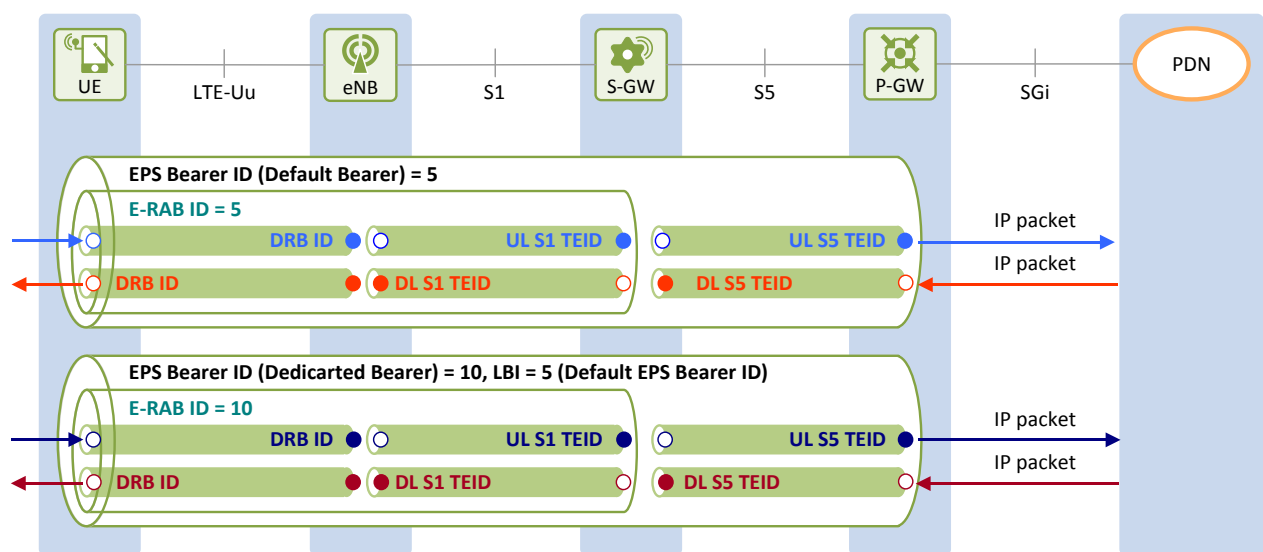 UE
LTE-Uu
eNB
S1
S-GW
S5
P-GW
SGi
PDN
EPS Bearer ID (Default Bearer) = 5
E-RAB ID = 5
DRB ID
UL S1 TEID
UL S5 TEID
IP packet
DRB ID
DL S1 TEID
DL S5 TEID
IP packet
EPS Bearer ID (Dedicarted Bearer) = 10, LBI = 5 (Default EPS Bearer ID)
E-RAB ID = 10
DRB ID
UL S1 TEID
UL S5 TEID
IP packet
DRB ID
DL S1 TEID
DL S5 TEID
IP packet